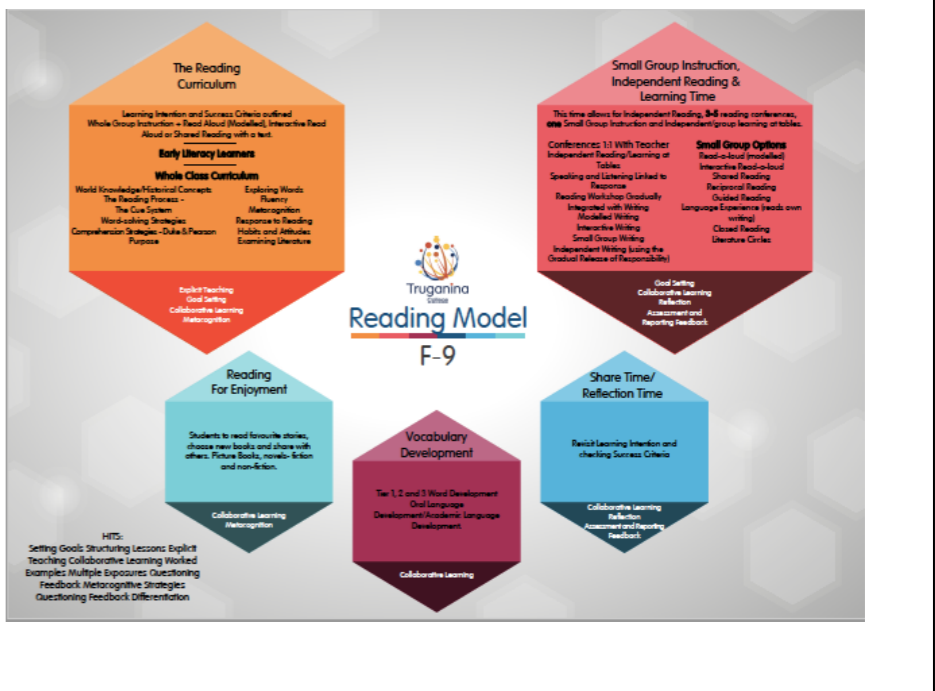 The Reading
Curriculum
Learning Intention and Success Criteria outlined
Whole Group Instruction + Read Aloud (Modelled), Interactive Read
Aloud or Shared Reading with a text.
Early Literacy Learners
Whole Class Curriculum
World Knowledge/Historical Concepts
The Reading Process -
The Cue System
Word-solving Strategies
Comprehension Strategies - Duke & Pearson
Purpose
Exploring Words
Fluency
Metacognition
Response to Reading
Habits and Attitudes
Examining Literature
Explicit Teaching
Goal Setting
Collaborative Learning
Metacognition
Small Group Instruction,
Independent Reading &
Learning Time
This time allows for Independent Reading, 3-5 reading conferences,
one Small Group Instruction and Independent/group learning at tables.
Conferences 1:1 With Teacher
Independent Reading/Learning at
Tables
Speaking and Listening Linked to
Response
Reading Workshop Gradually
Integrated with Writing
Modelled Writing
Interactive Writing
Small Group Writing
Independent Writing (using the
Gradual Release of Responsibility)
Small Group Options
Read-a-loud (modelled)
Interactive Read-a-loud
Shared Reading
Reciprocal Reading
Guided Reading
Language Experience (reads own
writing)
Closed Reading
Literature Circles
Goal Setting
Collaborative Learning
Reflection
Assessment and
Reporting Feedback
Truganina
College
Reading Model
F-9
Reading
For Enjoyment
Students to read favourite stories,
choose new books and share with
others. Picture Books, novels- fiction
and non-fiction.
Collaborative Learning
Metacognition
Vocabulary
Development
Tier 1, 2 and 3 Word Development
Oral Language
Development/Academic Language
Development.
Collaborative Learning
Share Time/
Reflection Time
Revisit Learning Intention and
checking Success Criteria
Collaborative Learning
Reflection
Assessment and Reporting
Feedback
HITS:
Setting Goals Structuring Lessons Explicit
Teaching Collaborative Learning Worked
Examples Multiple Exposures Questioning
Feedback Metacognitive Strategies
Questioning Feedback Differentiation